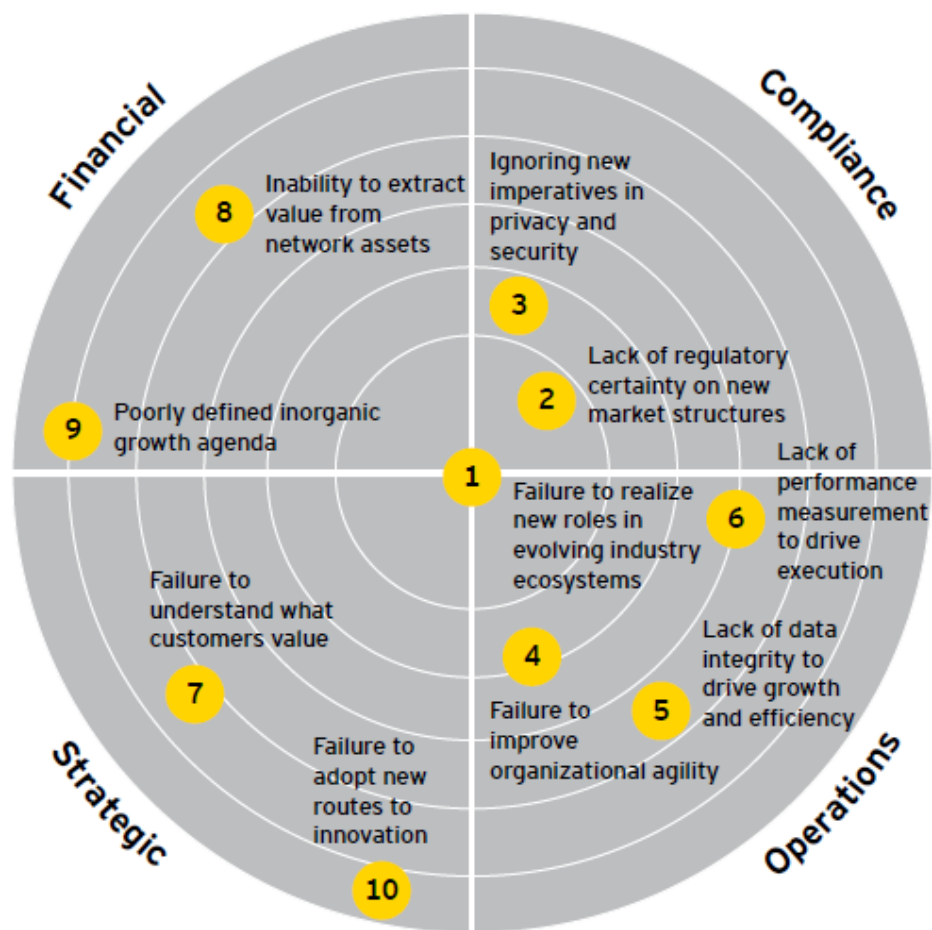 Financial
Compliance
8
Inability to extract
value from
network assets
Ignoring new
imperatives in
privacy and
security
3
2
Lack of regulatory
certainty on new
market structures
9
Poorly defined inorganic
growth agenda
1
Failure to realize
new roles in
evolving industry
ecosystems
6
Lack of
performance
measurement
to drive
execution
Failure to
understand what
customers value
7
4
Failure to
improve
organizational agility
5
Lack of data
integrity to
drive growth
and efficiency
Failure to
adopt new
routes to
innovation
10
Strategic
Operations